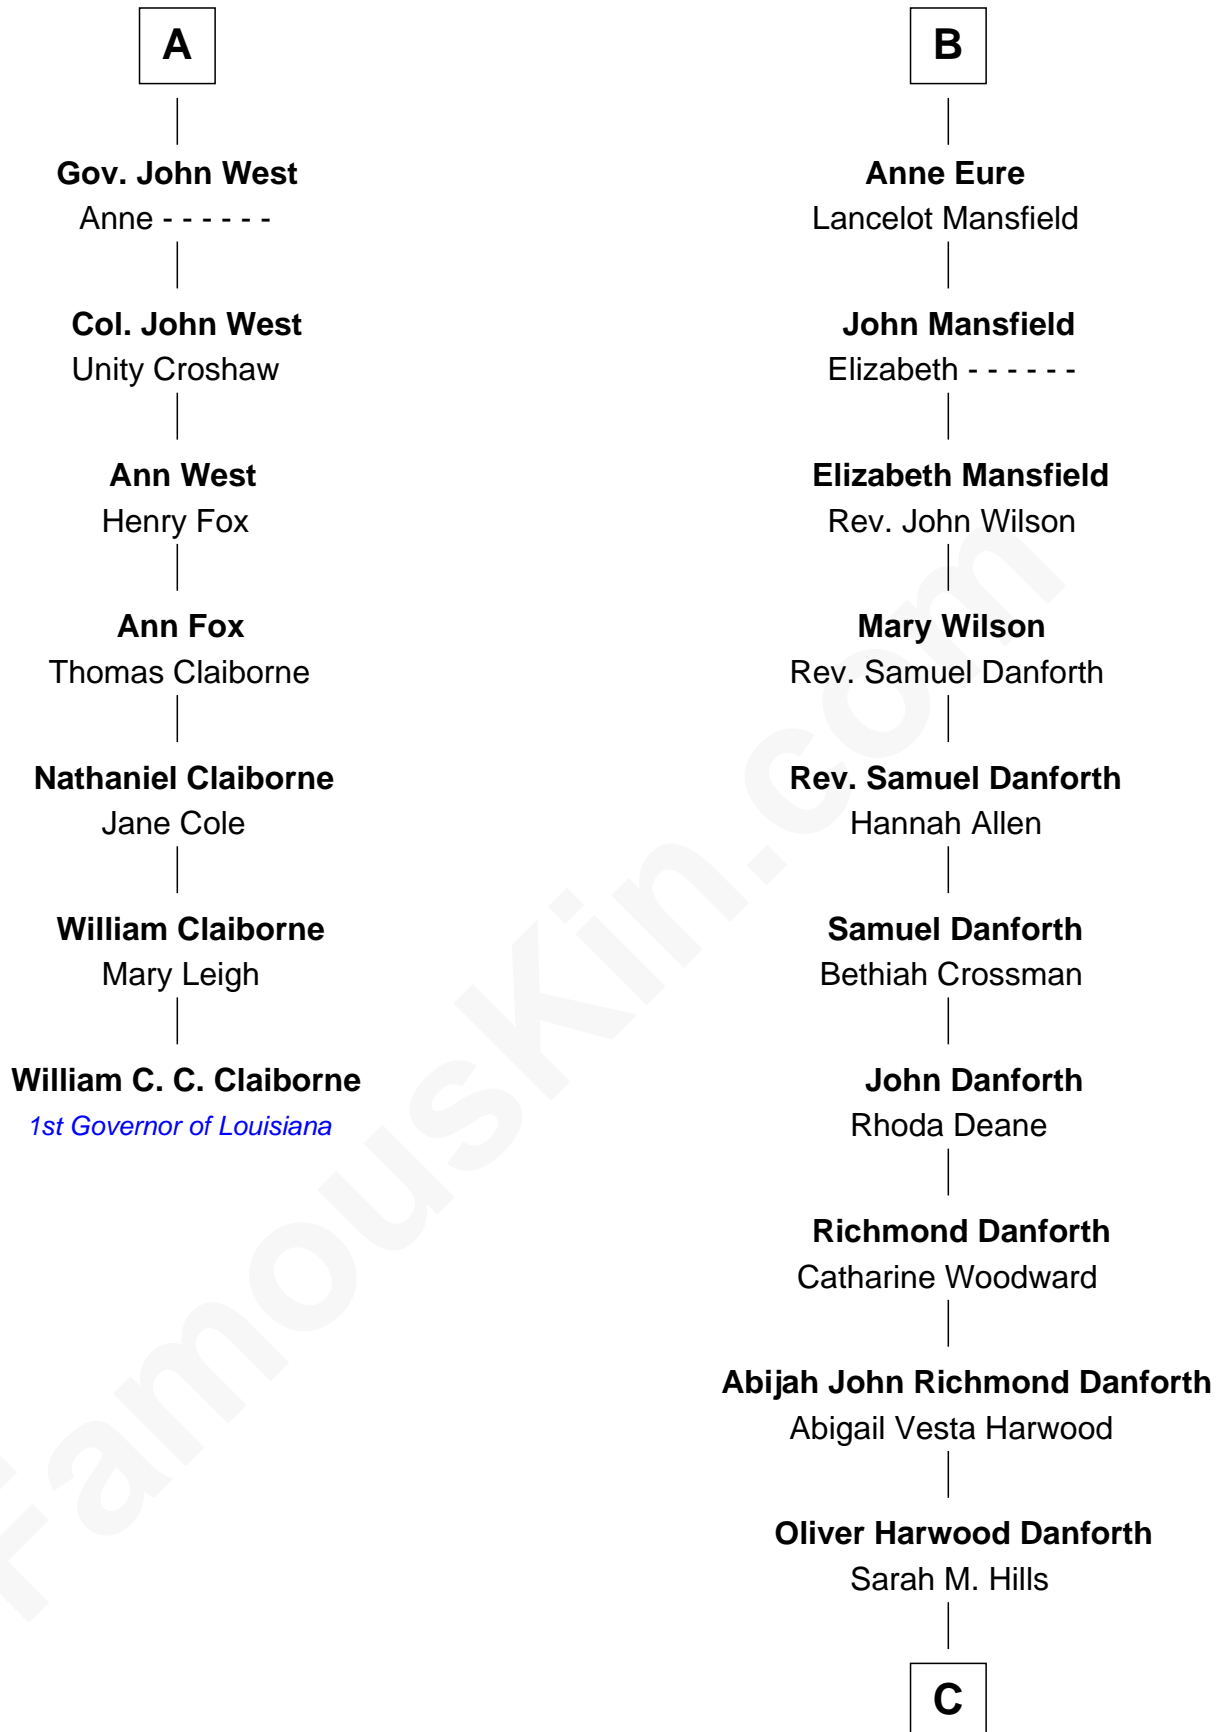 A
Gov. John West
Anne - - - - - -
Col. John West
Unity Croshaw
Ann West
Henry Fox
Ann Fox
Thomas Claiborne
Nathaniel Claiborne
Jane Cole
William Claiborne
Mary Leigh
William C. C. Claiborne
1st Governor of Louisiana
B
Anne Eure
Lancelot Mansfield
John Mansfield
Elizabeth - - - - - -
Elizabeth Mansfield
Rev. John Wilson
Mary Wilson
Rev. Samuel Danforth
Rev. Samuel Danforth
Hannah Allen
Samuel Danforth
Bethiah Crossman
John Danforth
Rhoda Deane
Richmond Danforth
Catharine Woodward
Abijah John Richmond Danforth
Abigail Vesta Harwood
Oliver Harwood Danforth
Sarah M. Hills
C
FamousKin.com